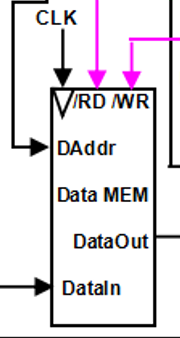 CLK
/RD /WR
DAddr
Data MEM
DataOut
DataIn